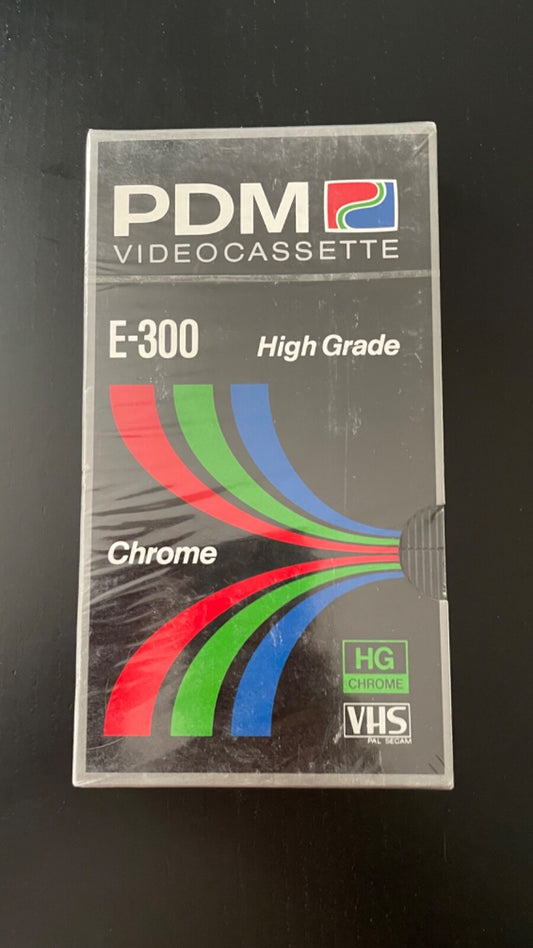 PDM
VIDEOCASSETTE
E-300 High Grade
Chrome
HG
CHROME
VHS
PAL SECAM